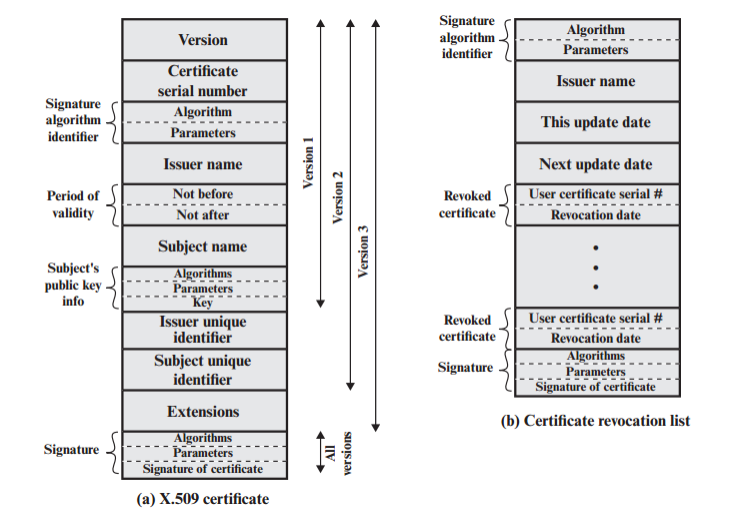 Version
Certificate
serial number
Signature
algorithm
identifier
Algorithm
Parameters
Issuer name
Period of
validity
Not before
Not after
Subject name
Subject's
public key
info
Algorithms
Parameters
Key
Issuer unique
identifier
Subject unique
identifier
Extensions
Signature
Algorithms
Parameters
Signature of certificate
Version 1
Version 2
Version 3
All
versions
(a) X.509 certificate
Signature
algorithm
identifier
Algorithm
Parameters
Issuer name
This update date
Next update date
Revoked
certificate
User certificate serial #
Revocation date
Revoked
certificate
User certificate serial #
Revocation date
Signature
Algorithms
Parameters
Signature of certificate
(b) Certificate revocation list